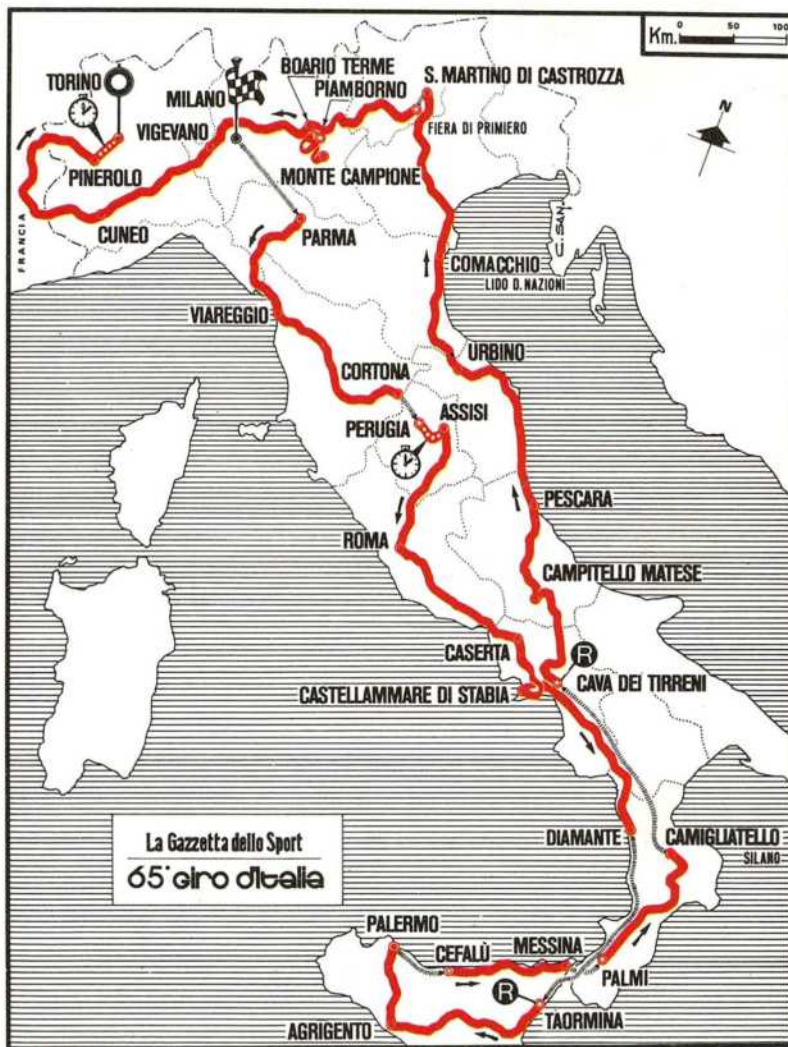 Km. 0 50 100
BOARIO TERME
TORINO
PIAMBORNO
S. MARTINO DI CASTROZZA
MILANO
VIGEVANO
FIERA DI PRIMIERO
N
PINEROLO
MONTE CAMPIONE
FRANCIA
CUNEO
PARMA
C. SAN.
COMACCHIO
LIDO D. NAZIONI
VIAREGGIO
URBINO
CORTONA
ASSISI
PERUGIA
PESCARA
ROMA
CAMPITELLO MATESE
CASERTA
R
CAVA DEI TIRRENI
CASTELLAMMARE DI STABIA
La Gazzetta dello Sport
65° giro d'Italia
DIAMANTE
CAMIGLIATELLO
SILANO
PALERMO
CEFALÙ
MESSINA
PALMI
R
TAORMINA
AGRIGENTO